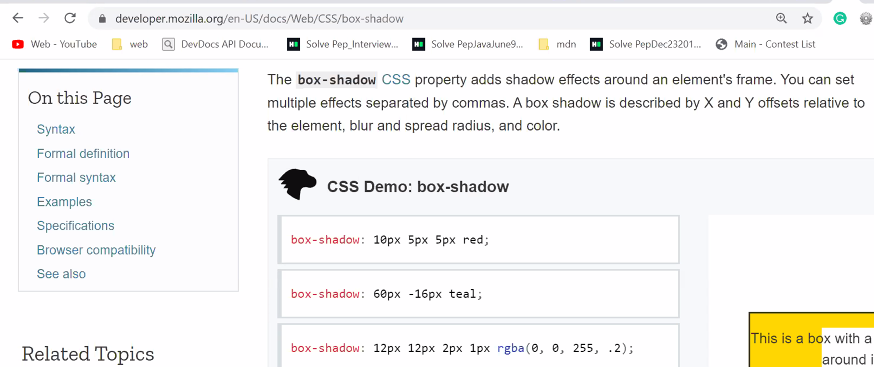 developer.mozilla.org/en-US/docs/Web/CSS/box-shadow
Web - YouTube
web
DevDocs API Docu...
Solve Pep_Interview...
Solve PepJavaJune9...
mdn
Solve PepDec23201...
Main - Contest List
On this Page
Syntax
Formal definition
Formal syntax
Examples
Specifications
Browser compatibility
See also
Related Topics
The box-shadow CSS property adds shadow effects around an element's frame. You can set
multiple effects separated by commas. A box shadow is described by X and Y offsets relative to
the element, blur and spread radius, and color.
CSS Demo: box-shadow
box-shadow: 10px 5px 5px red;
box-shadow: 60px -16px teal;
box-shadow: 12px 12px 2px 1px rgba(0, 0, 255, .2);
This is a box with a
around i